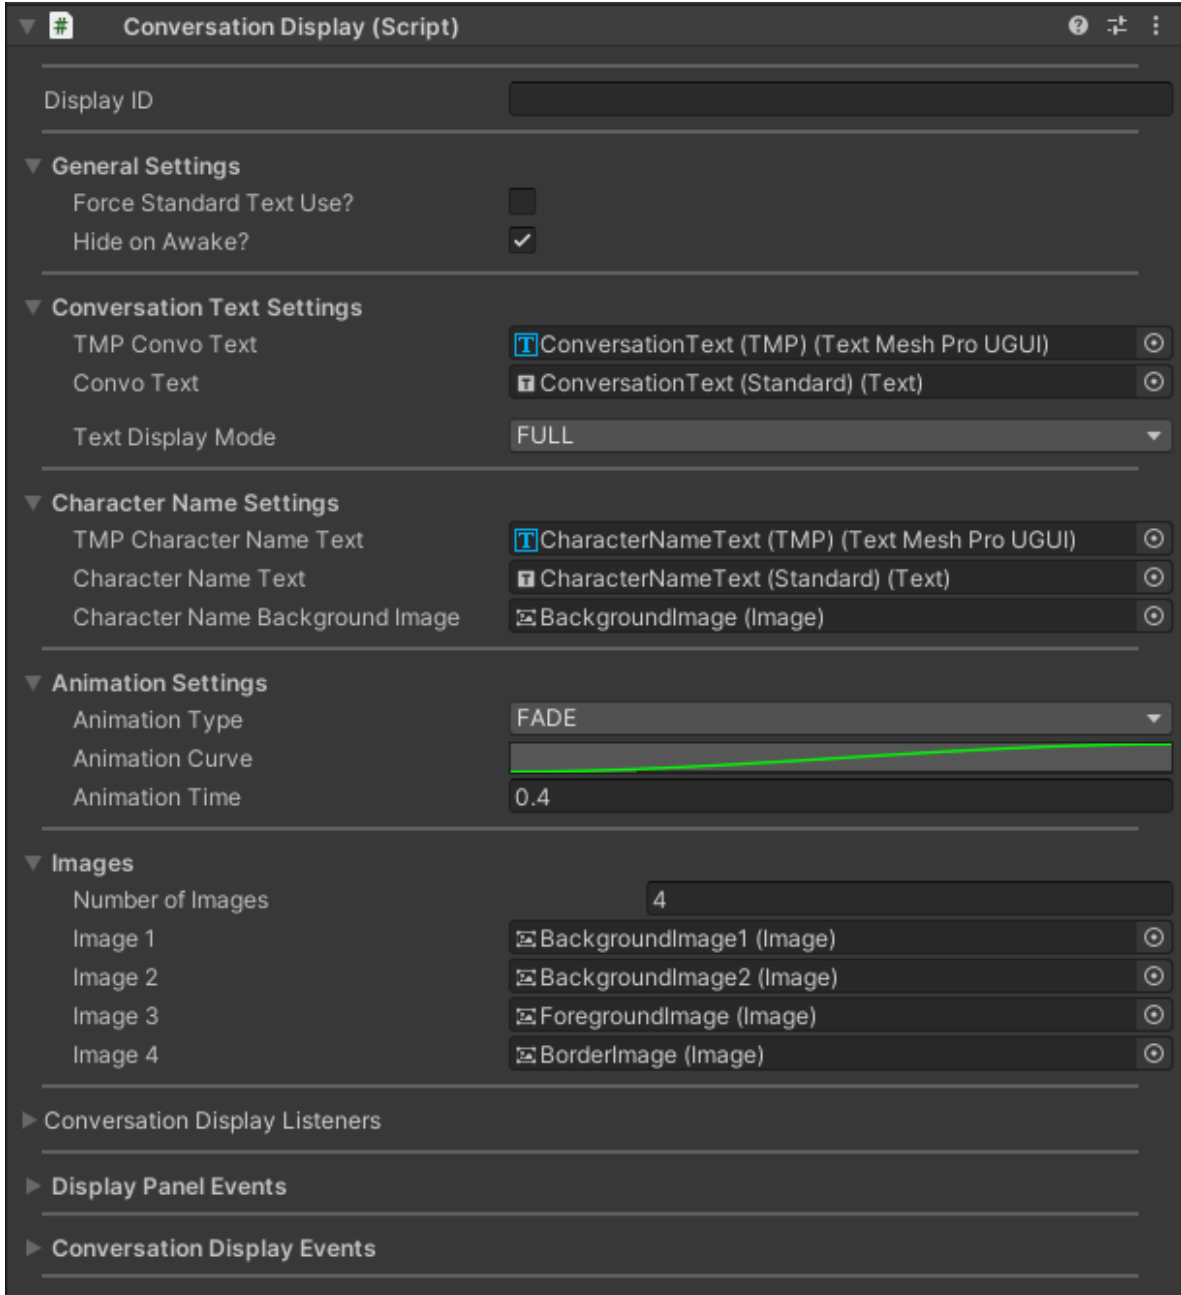 Conversation Display (Script)
Display ID
General Settings
Force Standard Text Use?
Hide on Awake?
Conversation Text Settings
TMP Convo Text ConversationText (TMP) (Text Mesh Pro UGUI)
Convo Text ConversationText (Standard) (Text)
Text Display Mode FULL
Character Name Settings
TMP Character Name Text CharacterNameText (TMP) (Text Mesh Pro UGUI)
Character Name Text CharacterNameText (Standard) (Text)
Character Name Background Image BackgroundImage (Image)
Animation Settings
Animation Type FADE
Animation Curve
Animation Time 0.4
Images
Number of Images 4
Image 1 BackgroundImage1 (Image)
Image 2 BackgroundImage2 (Image)
Image 3 ForegroundImage (Image)
Image 4 BorderImage (Image)
Conversation Display Listeners
Display Panel Events
Conversation Display Events